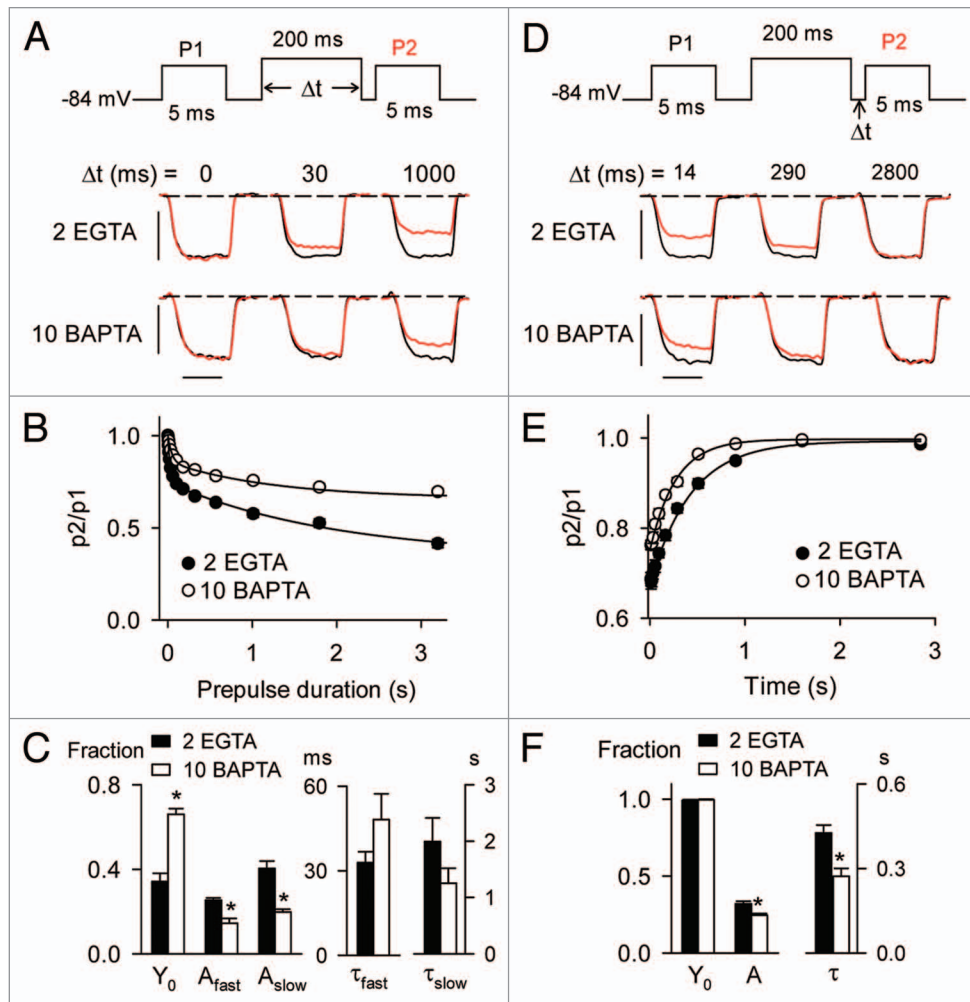 A
P1
200 ms
P2
-84 mV
Δt
5 ms
5 ms
Δt (ms) = 0 30 1000
2 EGTA
10 BAPTA
D
P1
200 ms
P2
-84 mV
5 ms
5 ms
Δt
Δt (ms) = 14 290 2800
2 EGTA
10 BAPTA
B
p2/p1
1.0
0.5
0.0
2 EGTA
10 BAPTA
0 1 2 3
Prepulse duration (s)
E
p2/p1
1.0
0.8
0.6
2 EGTA
10 BAPTA
0 1 2 3
Time (s)
C
Fraction
2 EGTA
10 BAPTA
0.8
0.4
0.0
* * *
Y0 Afast Aslow
ms
60
30
0
s
3
2
1
0
τfast τslow
F
Fraction
2 EGTA
10 BAPTA
1.0
0.5
0.0
* *
Y0 A τ
s
0.6
0.3
0.0